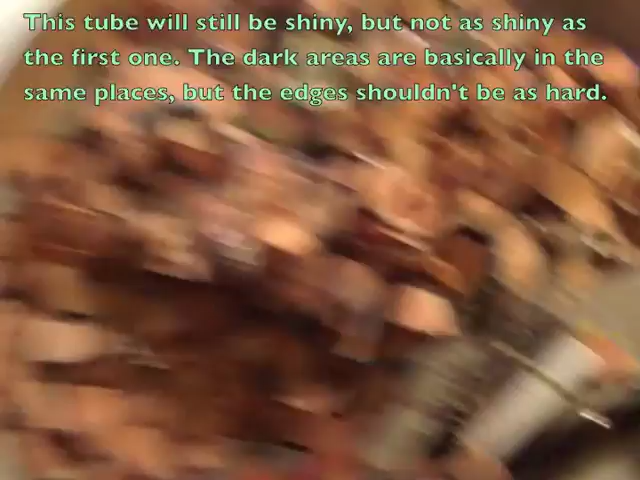 This tube will still be shiny, but not as shiny as
the first one. The dark areas are basically in the
same places, but the edges shouldn't be as hard.